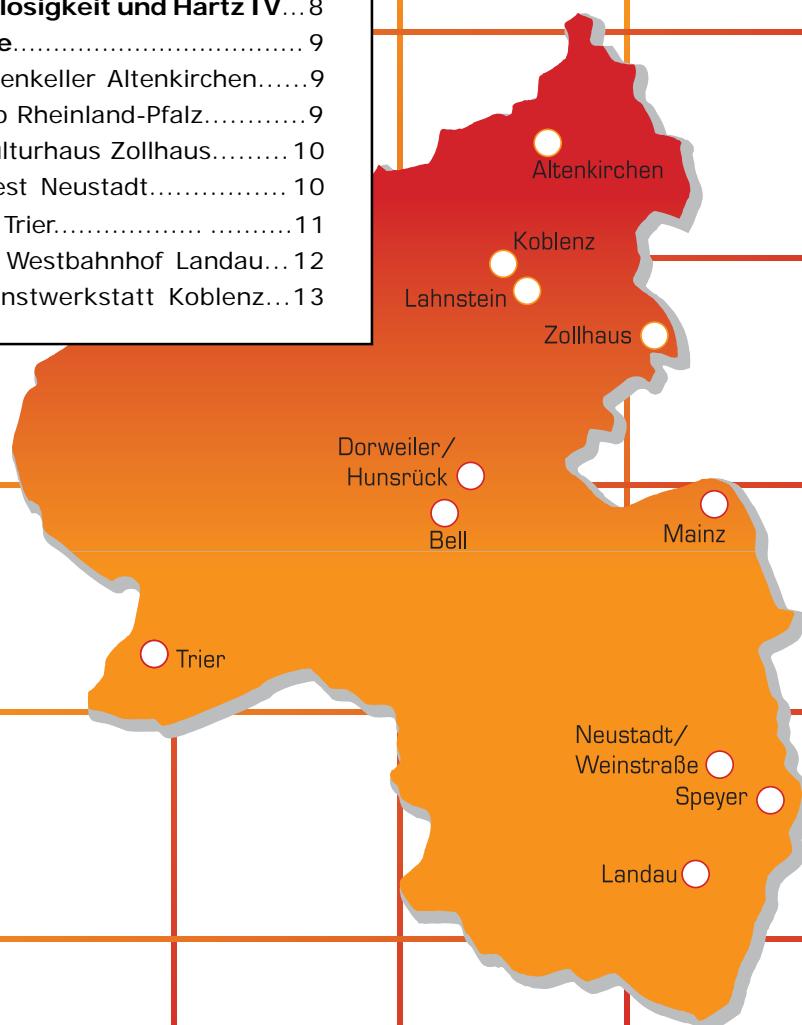 losigkeit und Hartz IV...8
e.................................. 9
enkeller Altenkirchen......9
o Rheinland-Pfalz............9
ulturhaus Zollhaus.........10
est Neustadt................10
Trier................. ..........11
Westbahnhof Landau...12
nstwerkstatt Koblenz...13
Altenkirchen
Koblenz
Lahnstein
Zollhaus
Dorweiler/
Hunsrück
Bell
Mainz
Trier
Neustadt/
Weinstraße
Speyer
Landau